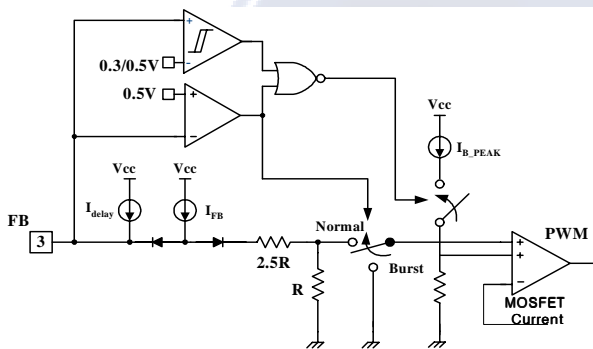 +
-
0.3/0.5V
0.5V
+
−
Vcc
I_B_PEAK
Vcc
Vcc
I_delay
I_FB
FB
3
2.5R
R
Normal
Burst
PWM
+
+
−
MOSFET
Current